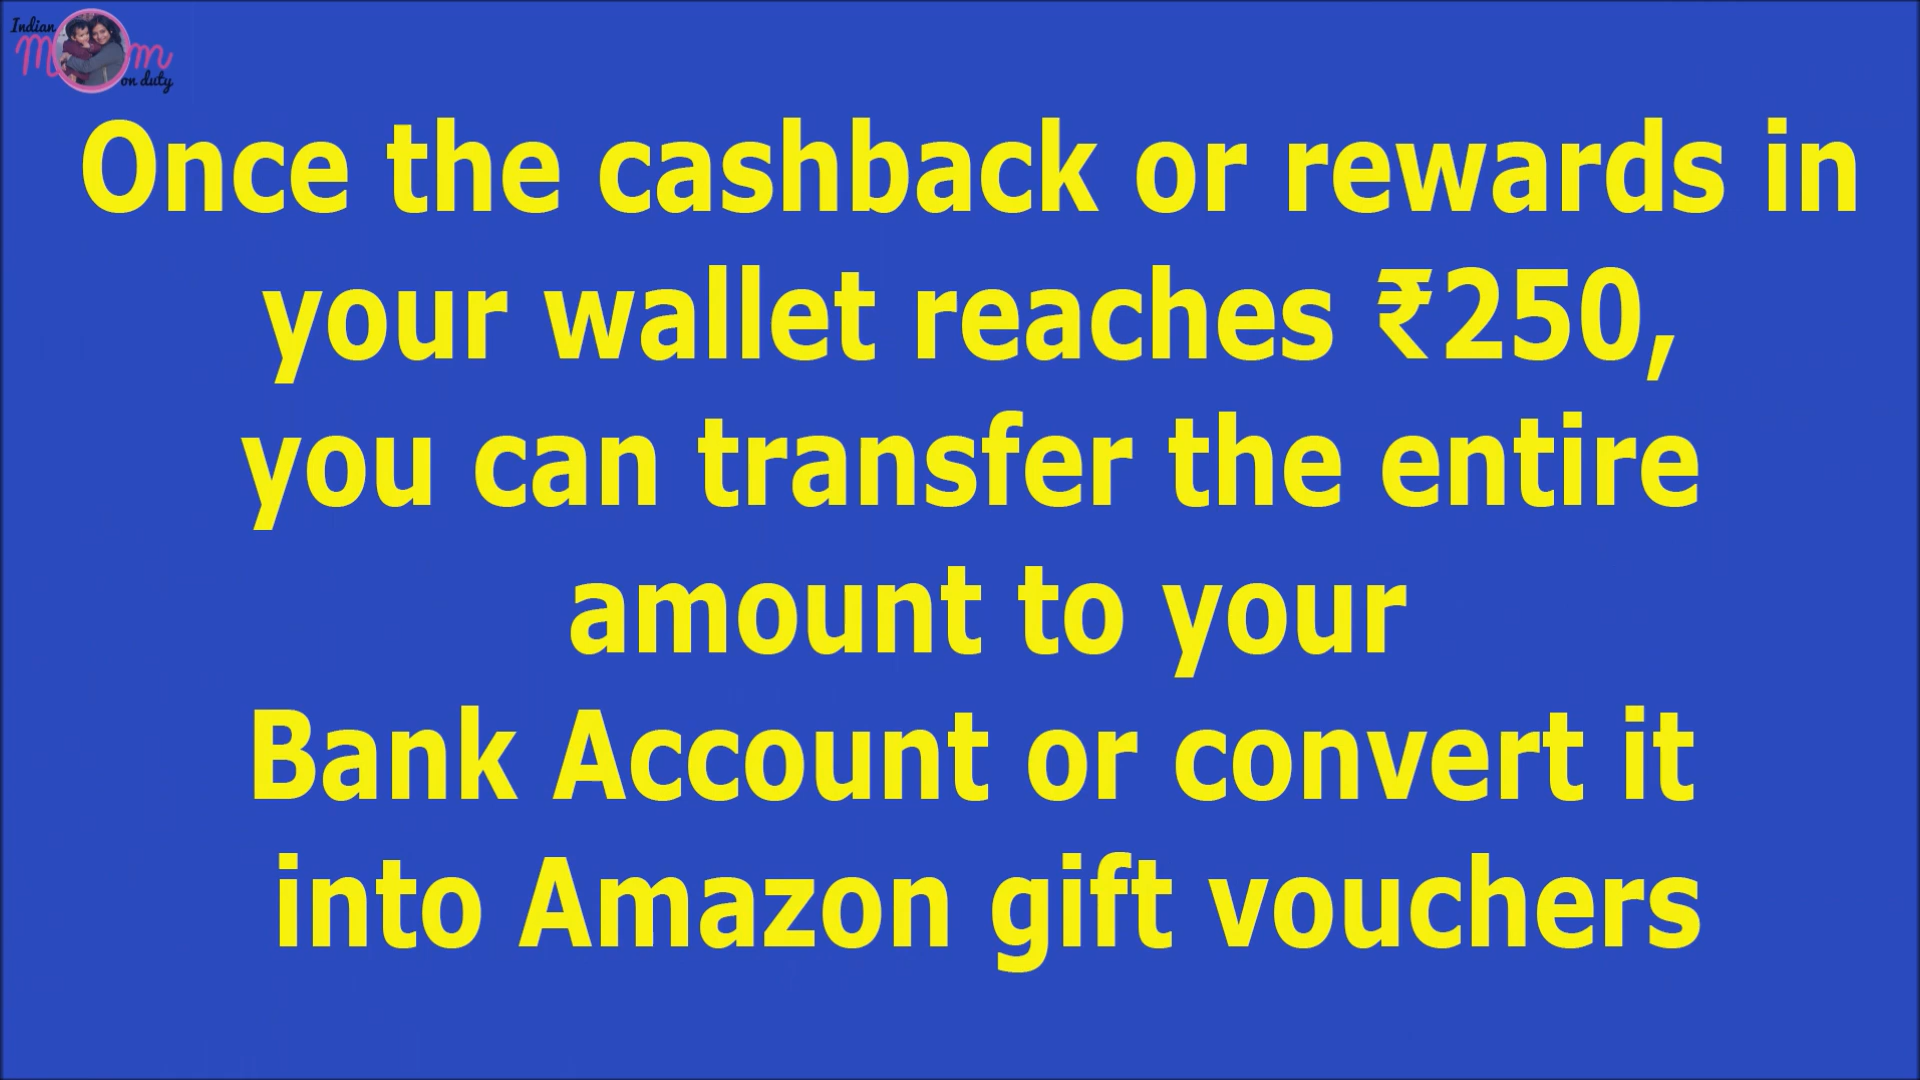 Indian
Mom
on duty
Once the cashback or rewards in
your wallet reaches ₹250,
you can transfer the entire
amount to your
Bank Account or convert it
into Amazon gift vouchers